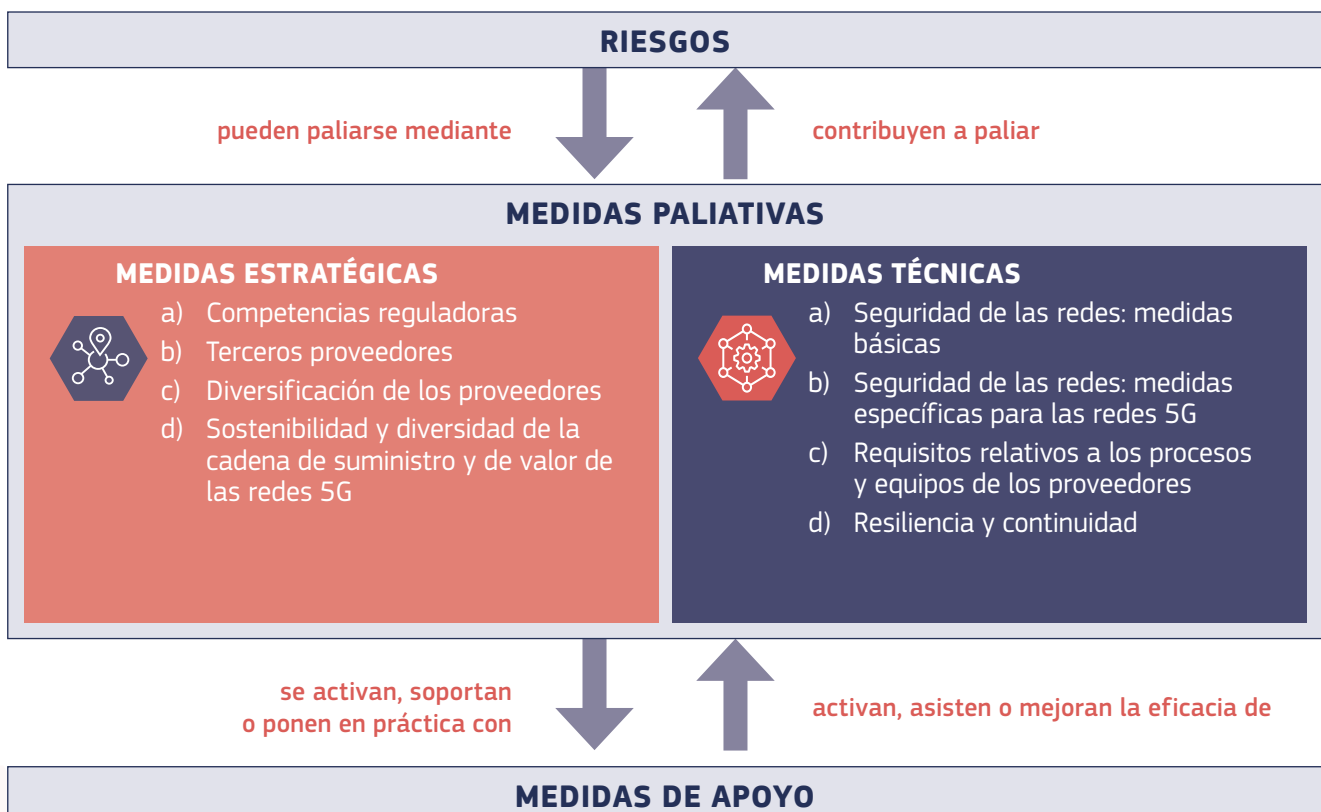 RIESGOS
pueden paliarse mediante
contribuyen a paliar
MEDIDAS PALIATIVAS
MEDIDAS ESTRATÉGICAS
a) Competencias reguladoras
b) Terceros proveedores
c) Diversificación de los proveedores
d) Sostenibilidad y diversidad de la
cadena de suministro y de valor de
las redes 5G
MEDIDAS TÉCNICAS
a) Seguridad de las redes: medidas
básicas
b) Seguridad de las redes: medidas
específicas para las redes 5G
c) Requisitos relativos a los procesos
y equipos de los proveedores
d) Resiliencia y continuidad
se activan, soportan
o ponen en práctica con
activan, asisten o mejoran la eficacia de
MEDIDAS DE APOYO